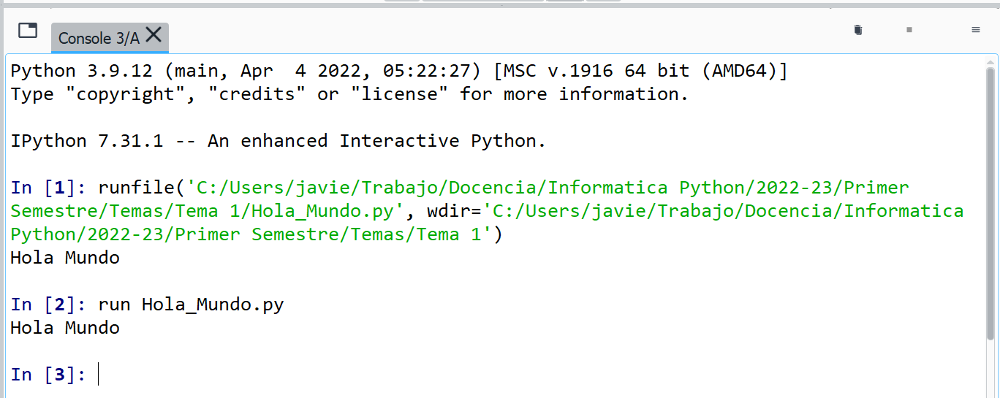 Console 3/A
Python 3.9.12 (main, Apr  4 2022, 05:22:27) [MSC v.1916 64 bit (AMD64)]
Type "copyright", "credits" or "license" for more information.
IPython 7.31.1 -- An enhanced Interactive Python.
In [1]: runfile('C:/Users/javie/Trabajo/Docencia/Informatica Python/2022-23/Primer
Semestre/Temas/Tema 1/Hola_Mundo.py', wdir='C:/Users/javie/Trabajo/Docencia/Informatica
Python/2022-23/Primer Semestre/Temas/Tema 1')
Hola Mundo
In [2]: run Hola_Mundo.py
Hola Mundo
In [3]: